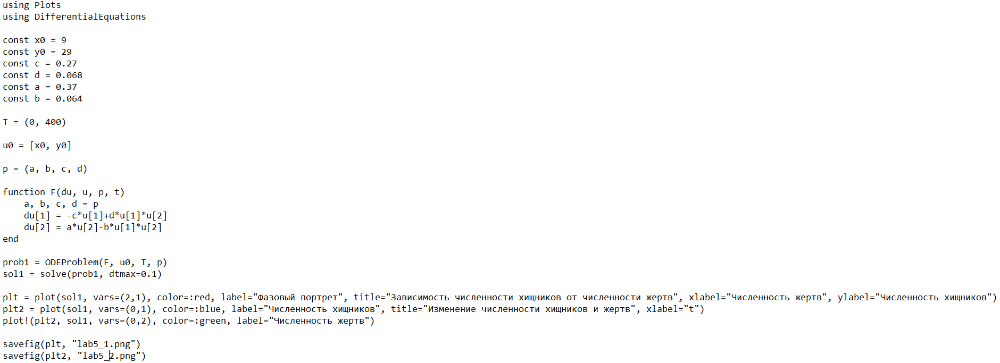 using Plots
using DifferentialEquations
const x0 = 9
const y0 = 29
const c = 0.27
const d = 0.068
const a = 0.37
const b = 0.064
T = (0, 400)
u0 = [x0, y0]
p = (a, b, c, d)
function F(du, u, p, t)
    a, b, c, d = p
    du[1] = -c*u[1]+d*u[1]*u[2]
    du[2] = a*u[2]-b*u[1]*u[2]
end
prob1 = ODEProblem(F, u0, T, p)
sol1 = solve(prob1, dtmax=0.1)
plt = plot(sol1, vars=(2,1), color=:red, label="Фазовый портрет", title="Зависимость численности хищников от численности жертв", xlabel="Численность жертв", ylabel="Численность хищников")
plt2 = plot(sol1, vars=(0,1), color=:blue, label="Численность хищников", title="Изменение численности хищников и жертв", xlabel="t")
plot!(plt2, sol1, vars=(0,2), color=:green, label="Численность жертв")
savefig(plt, "lab5_1.png")
savefig(plt2, "lab5_2.png")